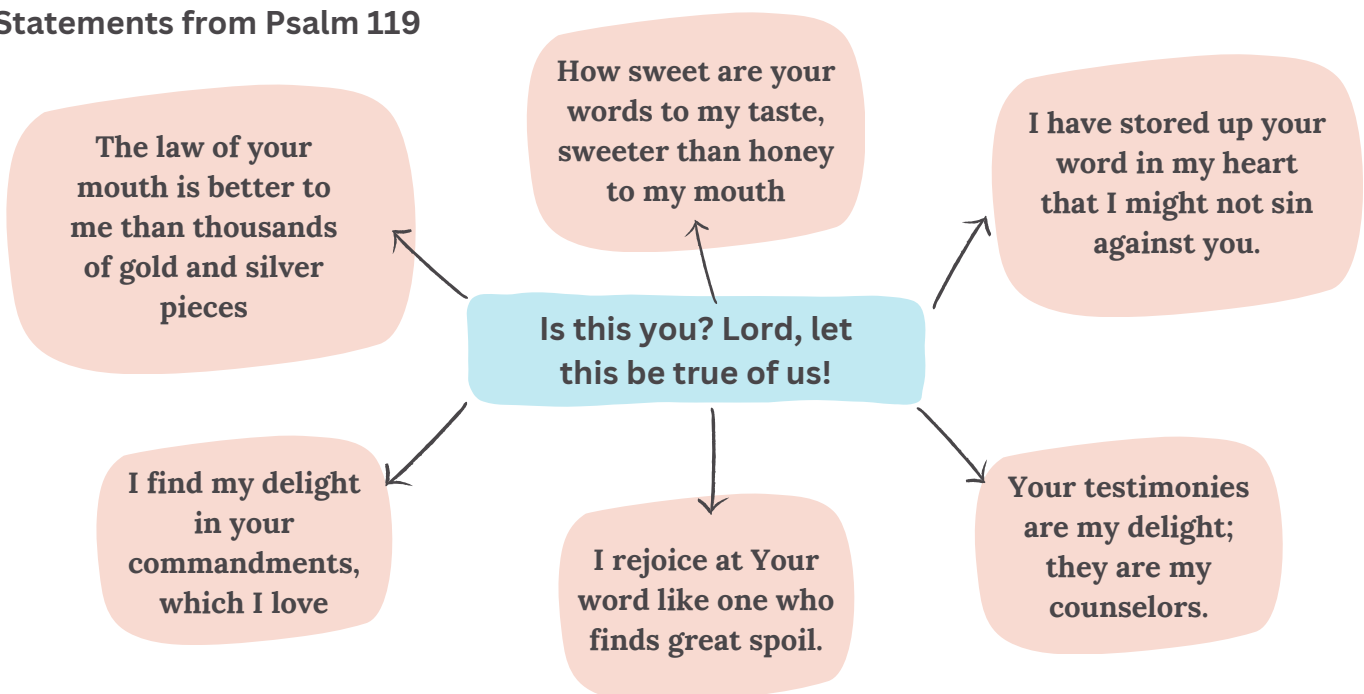 Statements from Psalm 119
The law of your
mouth is better to
me than thousands
of gold and silver
pieces
How sweet are your
words to my taste,
sweeter than honey
to my mouth
I have stored up your
word in my heart
that I might not sin
against you.
Is this you? Lord, let
this be true of us!
I find my delight
in your
commandments,
which I love
I rejoice at Your
word like one who
finds great spoil.
Your testimonies
are my delight;
they are my
counselors.